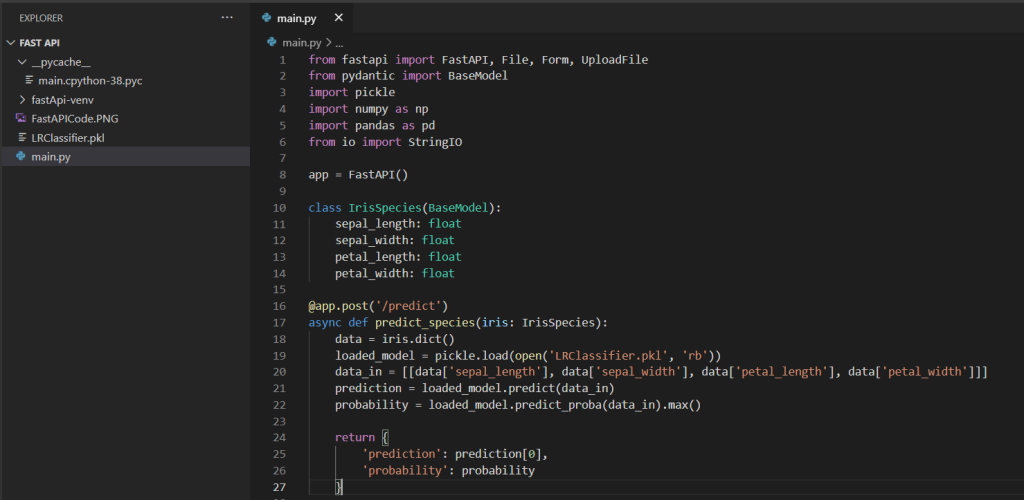 EXPLORER
...
FAST API
__pycache__
main.cpython-38.pyc
fastApi-venv
FastAPICode.PNG
LRClassifier.pkl
main.py
main.py
main.py > ...
1 from fastapi import FastAPI, File, Form, UploadFile
2 from pydantic import BaseModel
3 import pickle
4 import numpy as np
5 import pandas as pd
6 from io import StringIO
7
8 app = FastAPI()
9
10 class IrisSpecies(BaseModel):
11     sepal_length: float
12     sepal_width: float
13     petal_length: float
14     petal_width: float
15
16 @app.post('/predict')
17 async def predict_species(iris: IrisSpecies):
18     data = iris.dict()
19     loaded_model = pickle.load(open('LRClassifier.pkl', 'rb'))
20     data_in = [[data['sepal_length'], data['sepal_width'], data['petal_length'], data['petal_width']]]
21     prediction = loaded_model.predict(data_in)
22     probability = loaded_model.predict_proba(data_in).max()
23
24     return {
25         'prediction': prediction[0],
26         'probability': probability
27     }